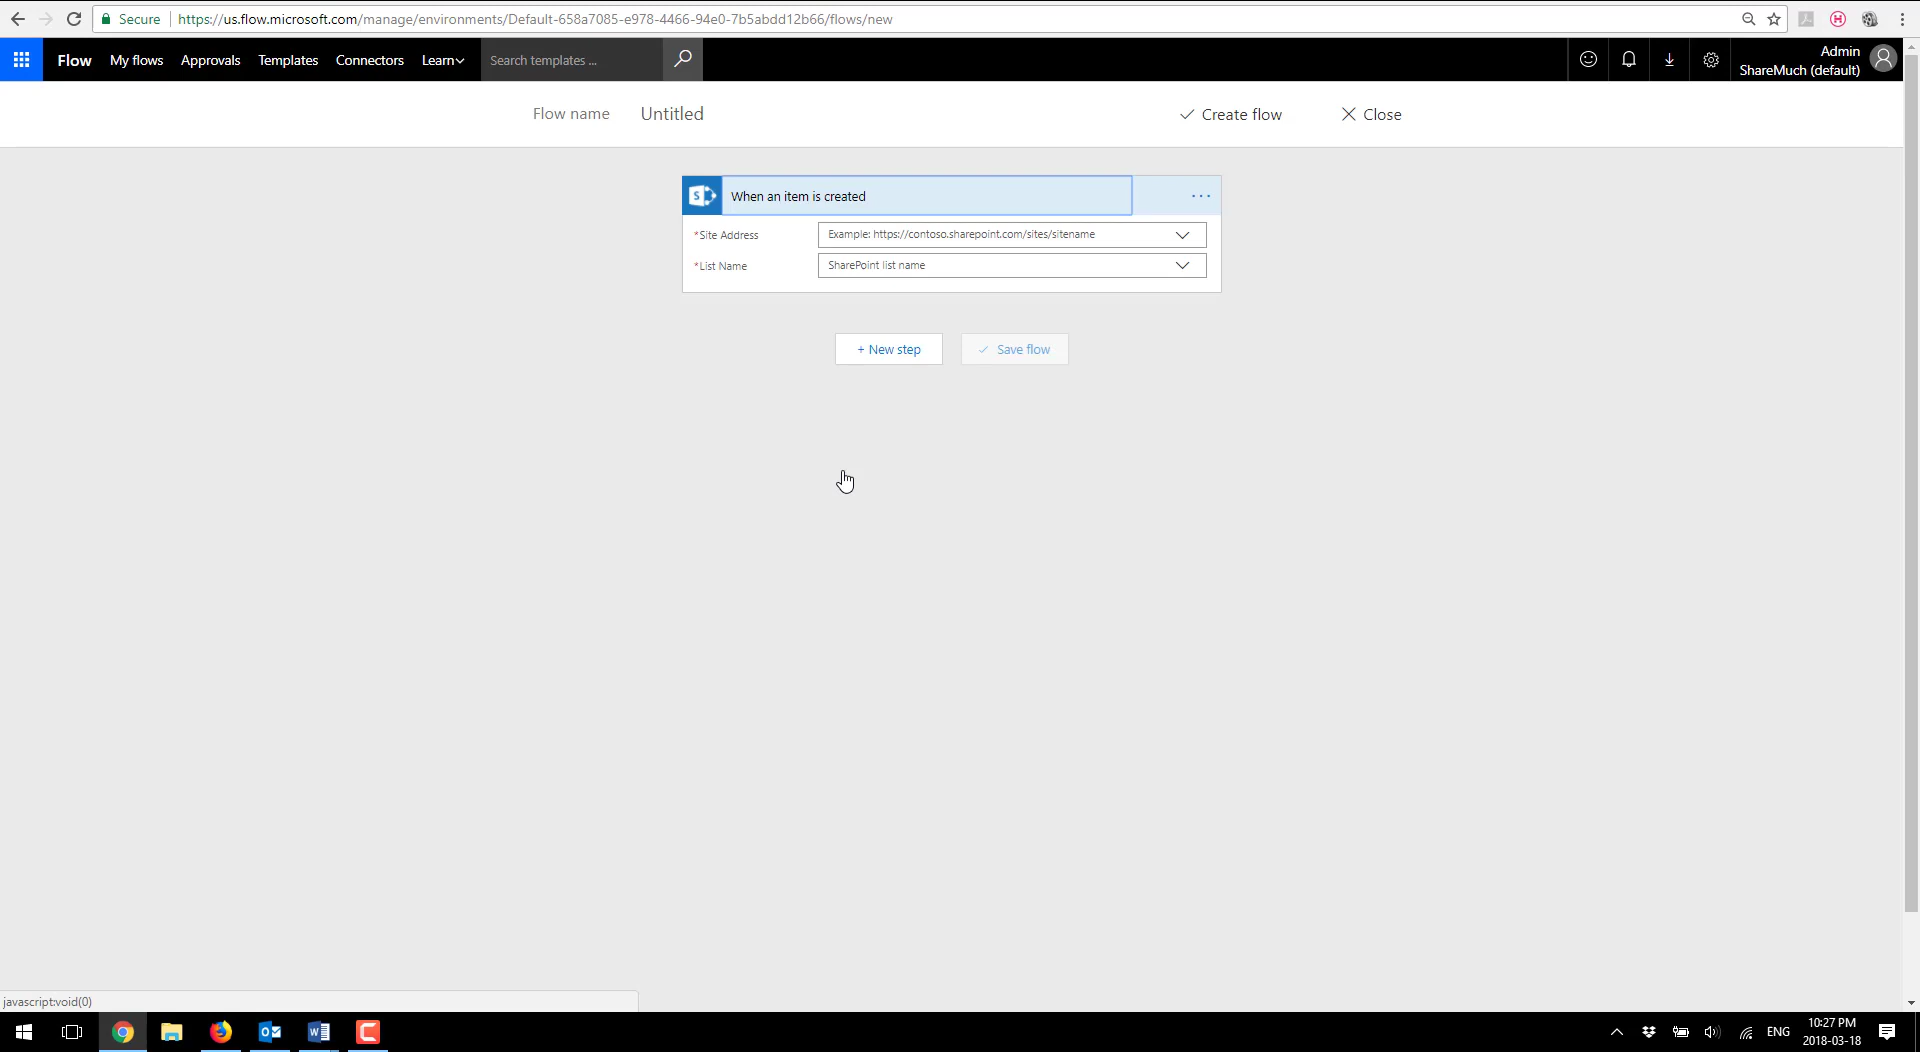 Secure https://us.flow.microsoft.com/manage/environments/Default-658a7085-e978-4466-94e0-7b5abdd12b66/flows/new
Flow My flows Approvals Templates Connectors Learn Search templates ... Admin
ShareMuch (default)
Flow name Untitled Create flow Close
S When an item is created ...
*Site Address Example: https://contoso.sharepoint.com/sites/sitename
*List Name SharePoint list name
+ New step Save flow
javascript:void(0)
ENG 10:27 PM
2018-03-18